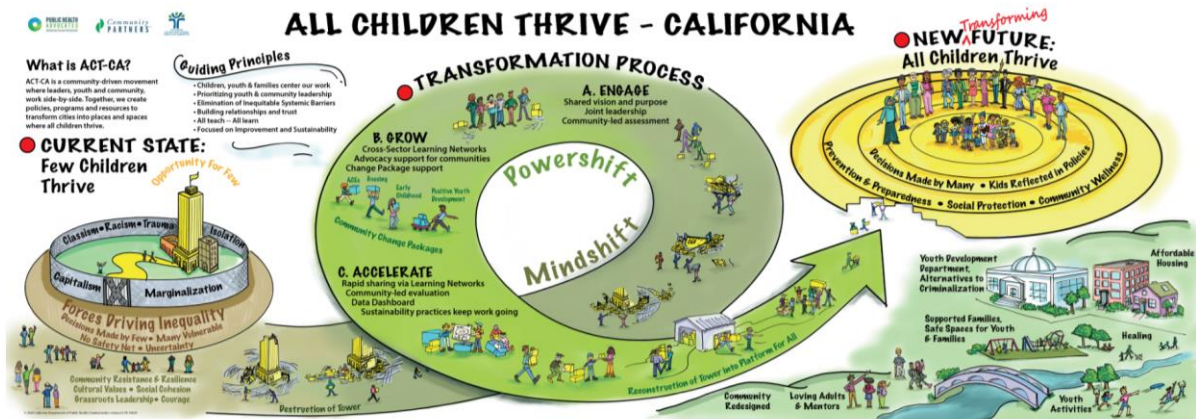 PUBLIC HEALTH
ADVOCATES
Community
PARTNERS
ALL CHILDREN THRIVE - CALIFORNIA
What is ACT-CA?
ACT-CA is a community-driven movement
where leaders, youth and community,
work side-by-side. Together, we create
policies, programs and resources to
transform cities into places and spaces
where all children thrive.
Guiding Principles
• Children, youth & families center our work
• Prioritizing youth & community leadership
• Elimination of Inequitable Systemic Barriers
• Building relationships and trust
• All teach -- All learn
• Focused on Improvement and Sustainability
CURRENT STATE:
Few Children
Thrive
Opportunity For Few
Classism • Racism • Trauma
Isolation
Capitalism
Marginalization
Forces Driving Inequality
Decisions Made by Few • Many Vulnerable
No Safety Net • Uncertainty
Community Resistance & Resilience
Cultural Values • Social Cohesion
Grassroots Leadership • Courage
Destruction of Tower
TRANSFORMATION PROCESS
A. ENGAGE
Shared vision and purpose
Joint leadership
Community-led assessment
B. GROW
Cross-Sector Learning Networks
Advocacy support for communities
Change Package support
ACEs
Housing
Early
Childhood
Positive Youth
Development
Community Change Packages
Powershift
Mindshift
C. ACCELERATE
Rapid sharing via Learning Networks
Community-led evaluation
Data Dashboard
Sustainability practices keep work going
Reconstruction of Tower into Platform For All
Transforming
NEW FUTURE:
All Children Thrive
Decisions Made by Many • Kids Reflected in Policies
Prevention & Preparedness • Social Protection • Community Wellness
Youth Development
Department,
Alternatives to
Criminalization
Affordable
Housing
Supported Families,
Safe Spaces for Youth
& Families
Healing
Community
Redesigned
Loving Adults
& Mentors
Youth
Activities